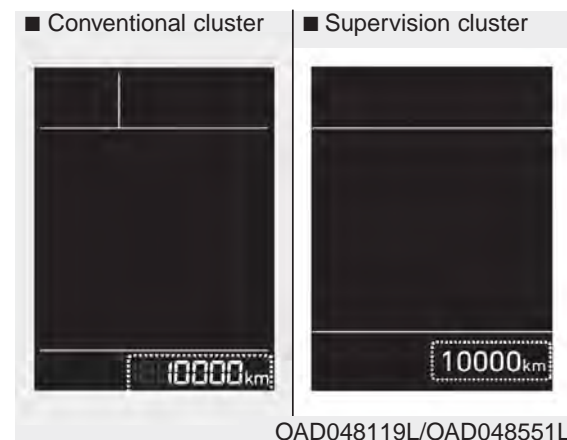 ■ Conventional cluster
■ Supervision cluster
10000km
10000km
OAD048119L/OAD048551L